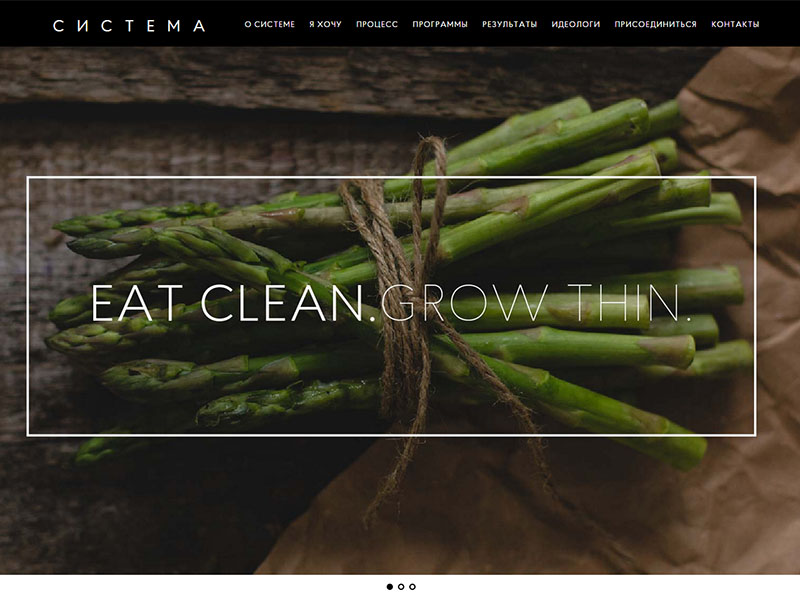 СИСТЕМА
О СИСТЕМЕ Я ХОЧУ ПРОЦЕСС ПРОГРАММЫ РЕЗУЛЬТАТЫ ИДЕОЛОГИ ПРИСОЕДИНИТЬСЯ КОНТАКТЫ
EAT CLEAN.GROW THIN.